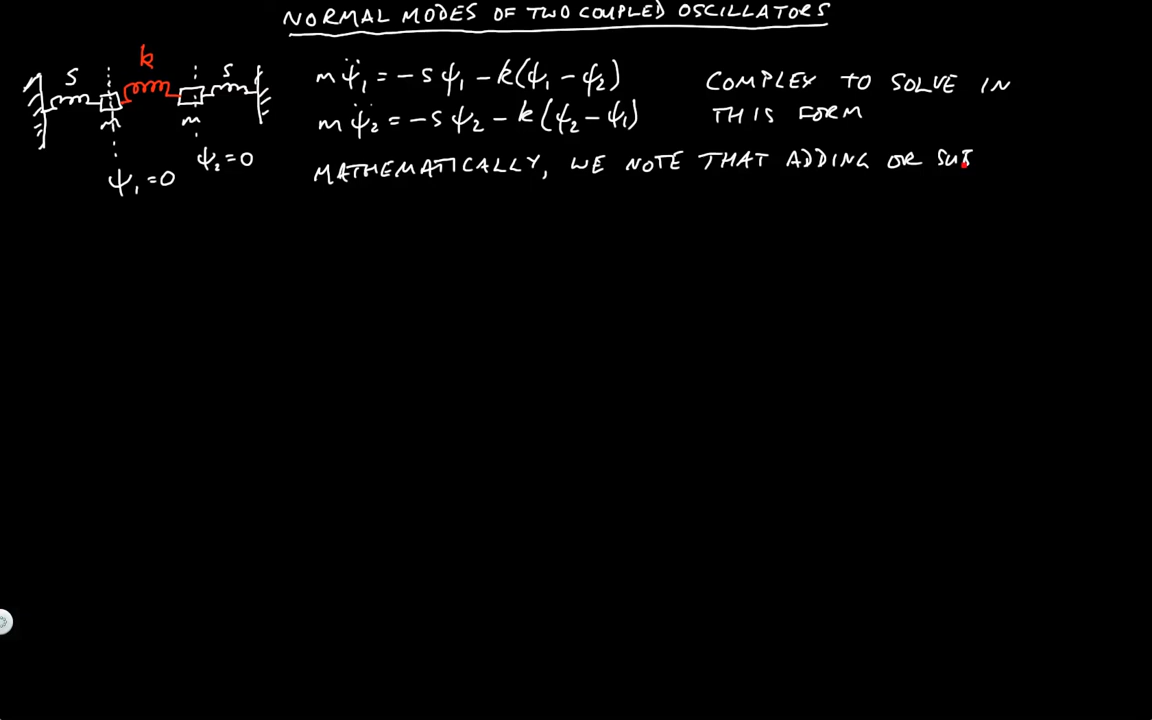 NORMAL MODES OF TWO COUPLED OSCILLATORS
s k s
m m
ψ₁ = 0
ψ₂ = 0
mψ̈₁ = −sψ₁ − k(ψ₁ − ψ₂)
mψ̈₂ = −sψ₂ − k(ψ₂ − ψ₁)
COMPLEX TO SOLVE IN
THIS FORM
MATHEMATICALLY, WE NOTE THAT ADDING OR SUB